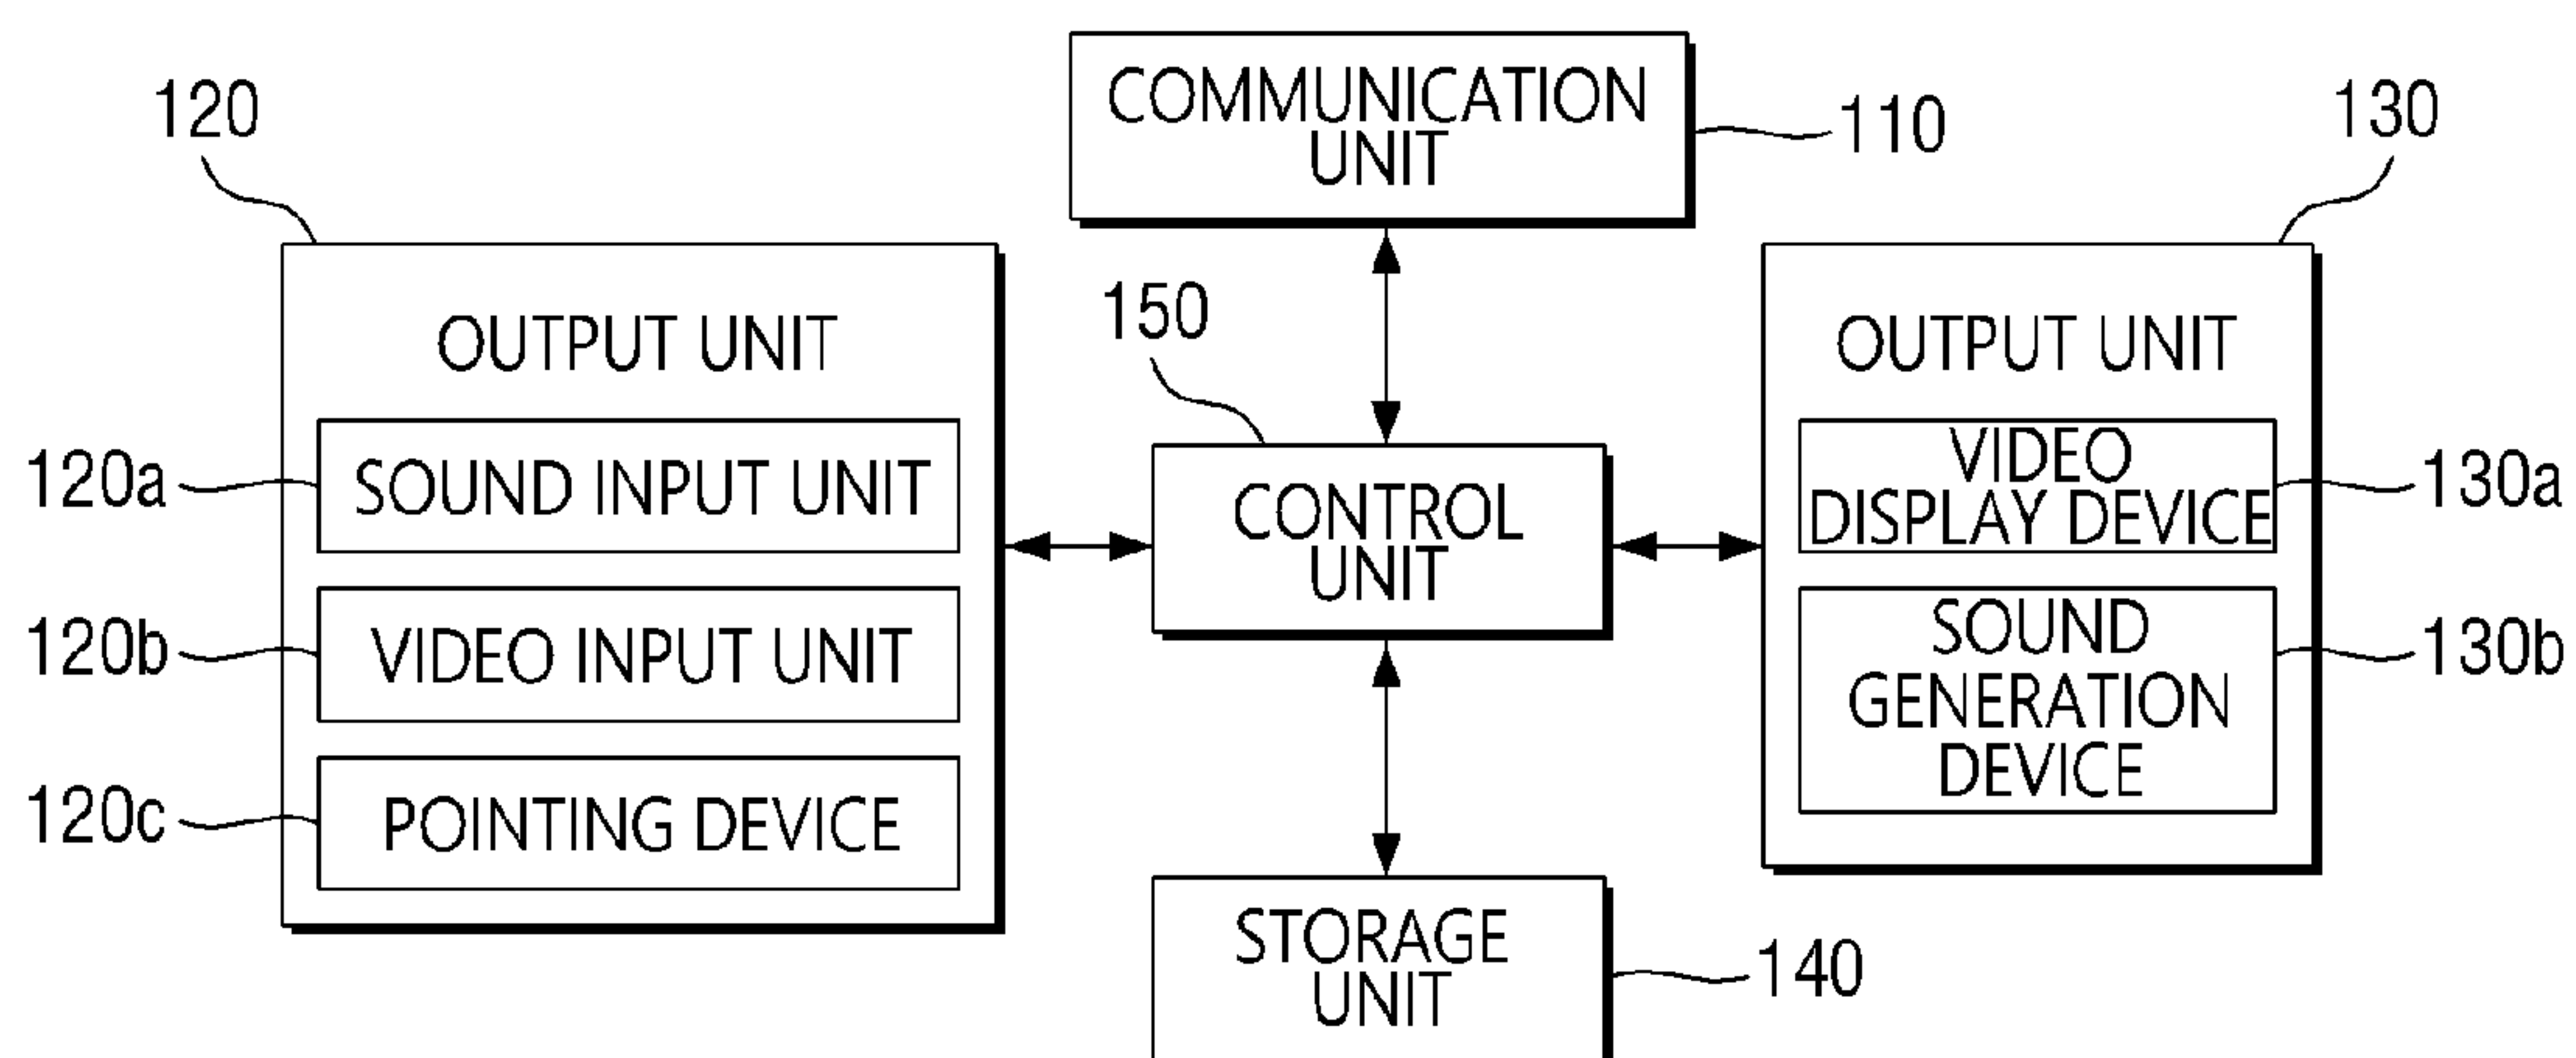 COMMUNICATION
UNIT
110
120
OUTPUT UNIT
120a
SOUND INPUT UNIT
120b
VIDEO INPUT UNIT
120c
POINTING DEVICE
150
CONTROL
UNIT
130
OUTPUT UNIT
VIDEO
DISPLAY DEVICE
130a
SOUND
GENERATION
DEVICE
130b
STORAGE
UNIT
140